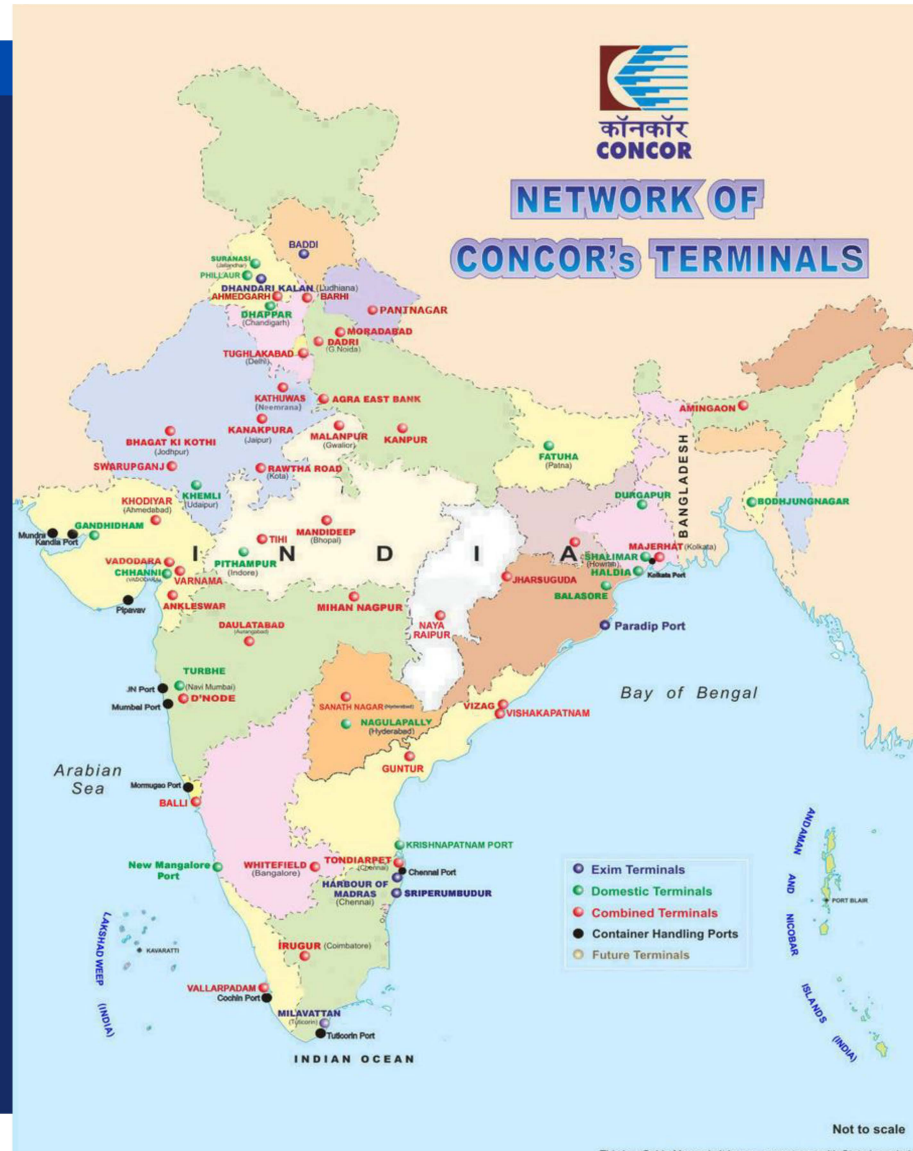 कॉनकॉर
CONCOR
NETWORK OF
CONCOR's TERMINALS
BADDI
SURANASI
(Jallandhar)
PHILLAUR
DHANDARI KALAN (Ludhiana)
AHMEDGARH
BARHI
DHAPPAR
(Chandigarh)
PANTNAGAR
MORADABAD
DADRI
(G.Noida)
TUGHLAKABAD
(Delhi)
KATHUWAS
(Neemrana)
AGRA EAST BANK
AMINGAON
KANAKPURA
(Jaipur)
MALANPUR
(Gwalior)
KANPUR
BHAGAT KI KOTHI
(Jodhpur)
FATUHA
(Patna)
BANGLADESH
SWARUPGANJ
RAWTHA ROAD
(Kota)
KHEMLI
(Udaipur)
DURGAPUR
BODHJUNGNAGAR
KHODIYAR
(Ahmedabad)
GANDHIDHAM
Mundra
Kandla Port
MANDIDEEP
(Bhopal)
TIHI
INDIA
MAJERHAT (Kolkata)
SHALIMAR
(Howrah)
Kolkata Port
PITHAMPUR
(Indore)
VADODARA
CHHANNI
(VADODARA)
VARNAMA
HALDIA
JHARSUGUDA
BALASORE
ANKLESWAR
Pipavav
MIHAN NAGPUR
NAYA
RAIPUR
DAULATABAD
(Aurangabad)
Paradip Port
TURBHE
(Navi Mumbai)
JN Port
D'NODE
Mumbai Port
Bay of Bengal
SANATH NAGAR (Hyderabad)
VIZAG
VISHAKAPATNAM
NAGULAPALLY
(Hyderabad)
GUNTUR
Arabian
Sea
Mormugao Port
BALLI
KRISHNAPATNAM PORT
New Mangalore
Port
WHITEFIELD
(Bangalore)
TONDIARPET
(Chennai)
Chennai Port
HARBOUR OF
MADRAS
(Chennai)
SRIPERUMBUDUR
Exim Terminals
Domestic Terminals
Combined Terminals
Container Handling Ports
Future Terminals
ANDAMAN AND NICOBAR ISLANDS (INDIA)
PORT BLAIR
LAKSHADWEEP (INDIA)
KAVARATTI
IRUGUR (Coimbatore)
VALLARPADAM
Cochin Port
MILAVATTAN
(Tuticorin)
Tuticorin Port
INDIAN OCEAN
Not to scale